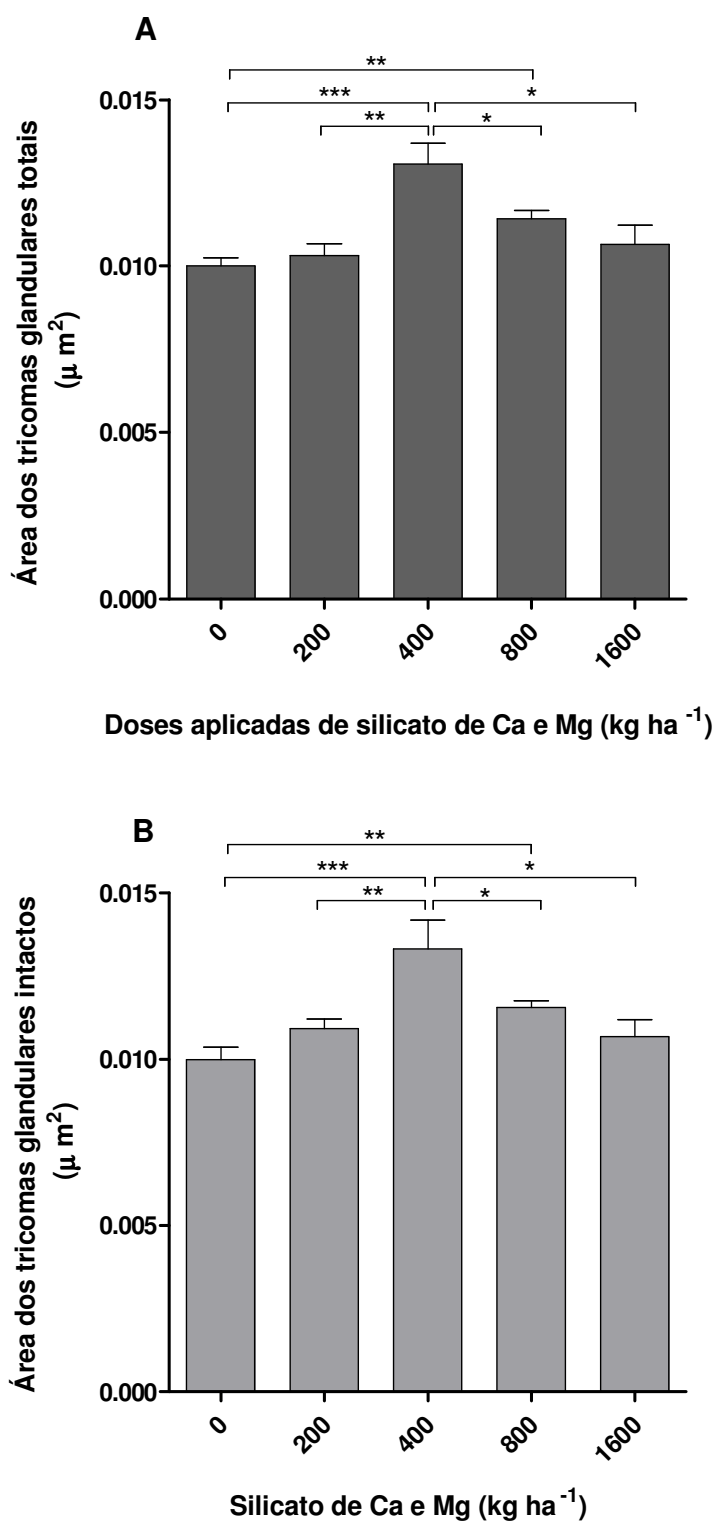 A
**
*** *
** *
Área dos tricomas glandulares totais
(μ m²)
0.015
0.010
0.005
0.000
0 200 400 800 1600
Doses aplicadas de silicato de Ca e Mg (kg ha ⁻¹)
B
**
*** *
** *
Área dos tricomas glandulares intactos
(μ m²)
0.015
0.010
0.005
0.000
0 200 400 800 1600
Silicato de Ca e Mg (kg ha ⁻¹)